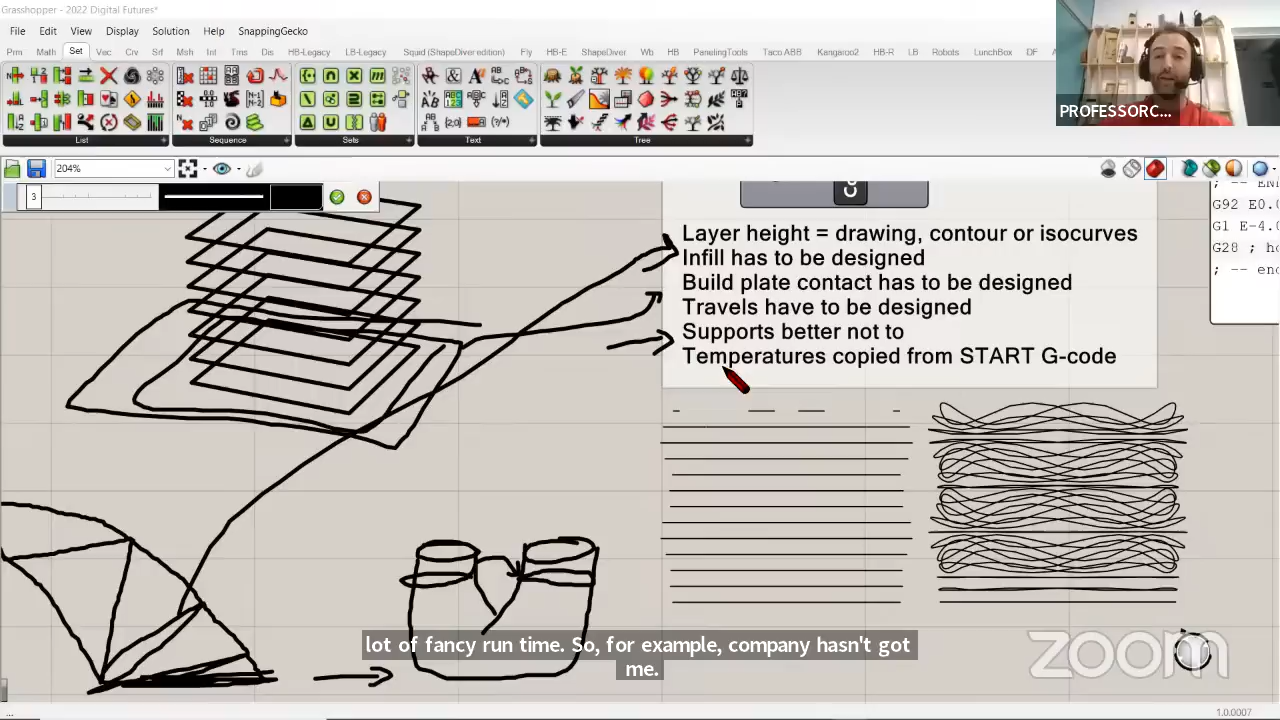 Grasshopper - 2022 Digital Futures*
File Edit View Display Solution Help SnappingGecko
Prm Math Set Vec Crv Srf Msh Int Trns Dis HB-Legacy LB-Legacy Squid (ShapeDiver edition) Fly HB-E ShapeDiver Wb HB PanelingTools Taco ABB Kangaroo2 HB-R LB Robots LunchBox DF
List Sequence Sets Text Tree
PROFESSORC...
204%
3
G92 E0.0
G1 E-4.0
G28 ; ho
; -- end
Layer height = drawing, contour or isocurves
Infill has to be designed
Build plate contact has to be designed
Travels have to be designed
Supports better not to
Temperatures copied from START G-code
lot of fancy run time. So, for example, company hasn't got
me.
zoom
...
1.0.0007